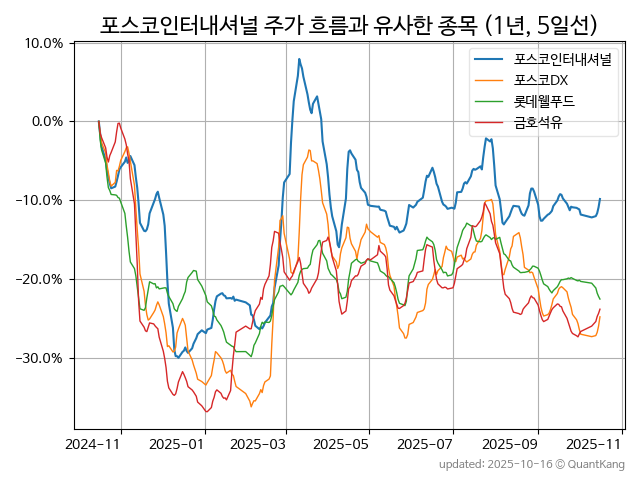 포스코인터내셔널 주가 흐름과 유사한 종목 (1년, 5일선)
포스코인터내셔널
포스코DX
롯데웰푸드
금호석유
10.0%
0.0%
-10.0%
-20.0%
-30.0%
2024-11
2025-01
2025-03
2025-05
2025-07
2025-09
2025-11
updated: 2025-10-16 © QuantKang